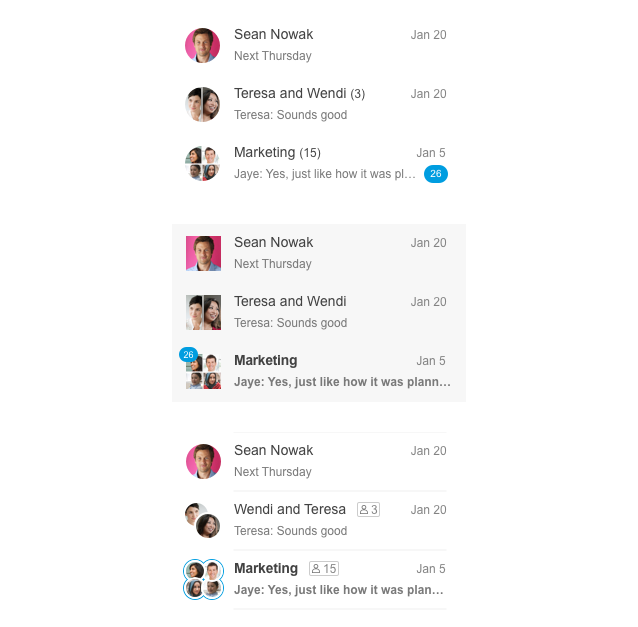 Sean Nowak Jan 20
Next Thursday
Teresa and Wendi (3) Jan 20
Teresa: Sounds good
Marketing (15) Jan 5
Jaye: Yes, just like how it was pl… 26
Sean Nowak Jan 20
Next Thursday
Teresa and Wendi Jan 20
Teresa: Sounds good
26 Marketing Jan 5
Jaye: Yes, just like how it was plann…
Sean Nowak Jan 20
Next Thursday
Wendi and Teresa 3 Jan 20
Teresa: Sounds good
Marketing 15 Jan 5
Jaye: Yes, just like how it was plan…